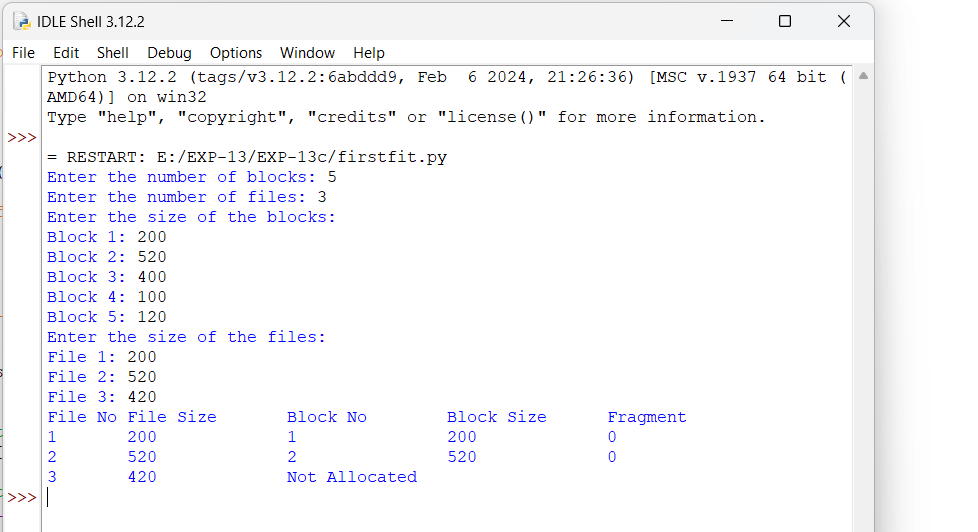 IDLE Shell 3.12.2
File Edit Shell Debug Options Window Help
Python 3.12.2 (tags/v3.12.2:6abddd9, Feb  6 2024, 21:26:36) [MSC v.1937 64 bit (
AMD64)] on win32
Type "help", "copyright", "credits" or "license()" for more information.
>>>
= RESTART: E:/EXP-13/EXP-13c/firstfit.py
Enter the number of blocks: 5
Enter the number of files: 3
Enter the size of the blocks:
Block 1: 200
Block 2: 520
Block 3: 400
Block 4: 100
Block 5: 120
Enter the size of the files:
File 1: 200
File 2: 520
File 3: 420
File No File Size Block No Block Size Fragment
1 200 1 200 0
2 520 2 520 0
3 420 Not Allocated
>>>